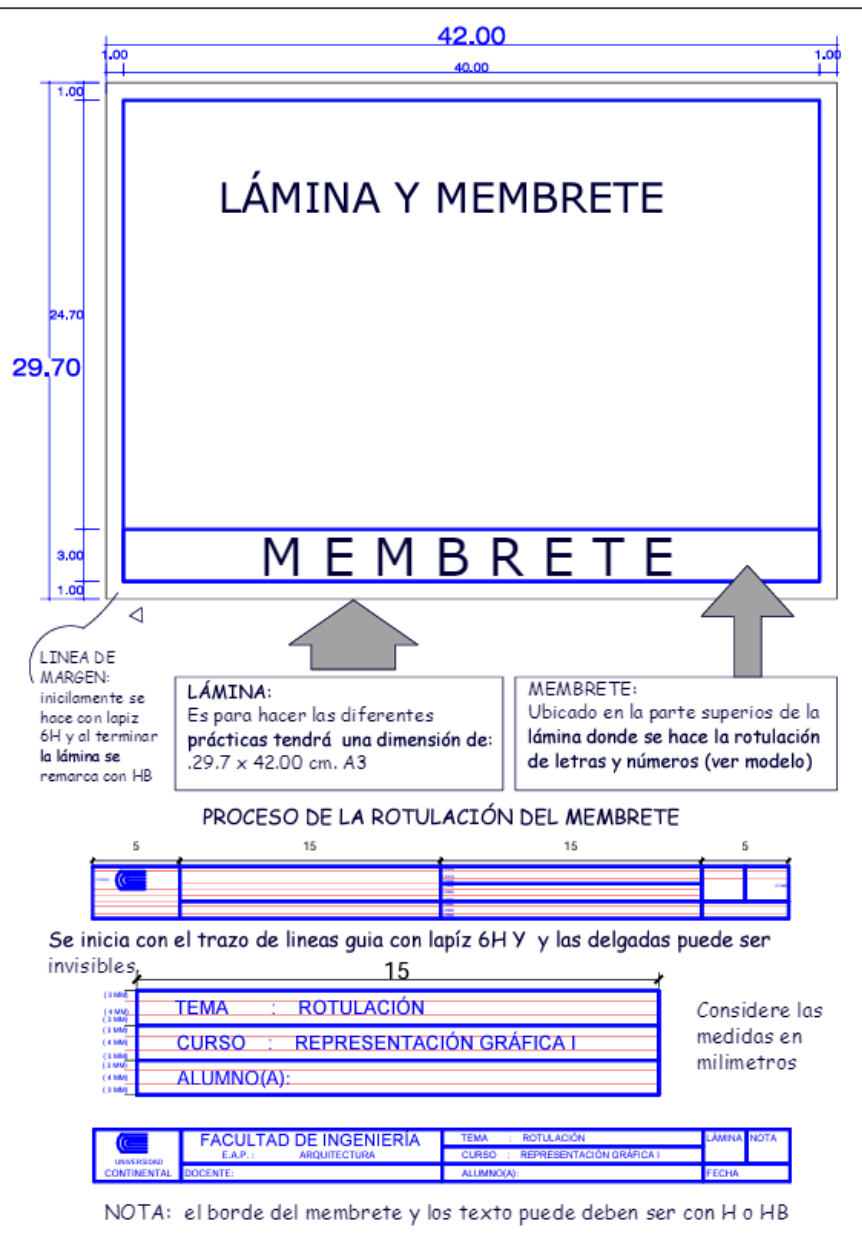 42.00
1.00 1.00
40.00
1.00
LÁMINA Y MEMBRETE
24.70
29.70
3.00
MEMBRETE
1.00
LINEA DE
MARGEN:
inicilamente se
hace con lapiz
6H y al terminar
la lámina se
remarca con HB
LÁMINA:
Es para hacer las diferentes
prácticas tendrá una dimensión de:
.29.7 x 42.00 cm. A3
MEMBRETE:
Ubicado en la parte superios de la
lámina donde se hace la rotulación
de letras y números (ver modelo)
PROCESO DE LA ROTULACIÓN DEL MEMBRETE
5 15 15 5
Se inicia con el trazo de lineas guia con lapíz 6H Y y las delgadas puede ser
invisibles.
15
(3 MM)
(4 MM)
(3 MM)
(3 MM)
(4 MM)
(3 MM)
(3 MM)
(4 MM)
(3 MM)
TEMA : ROTULACIÓN
CURSO : REPRESENTACIÓN GRÁFICA I
ALUMNO(A):
Considere las
medidas en
milimetros
UNIVERSIDAD
CONTINENTAL
FACULTAD DE INGENIERÍA
E.A.P. : ARQUITECTURA
DOCENTE:
TEMA : ROTULACIÓN
CURSO : REPRESENTACIÓN GRÁFICA I
ALUMNO(A):
LÁMINA NOTA
FECHA
NOTA: el borde del membrete y los texto puede deben ser con H o HB